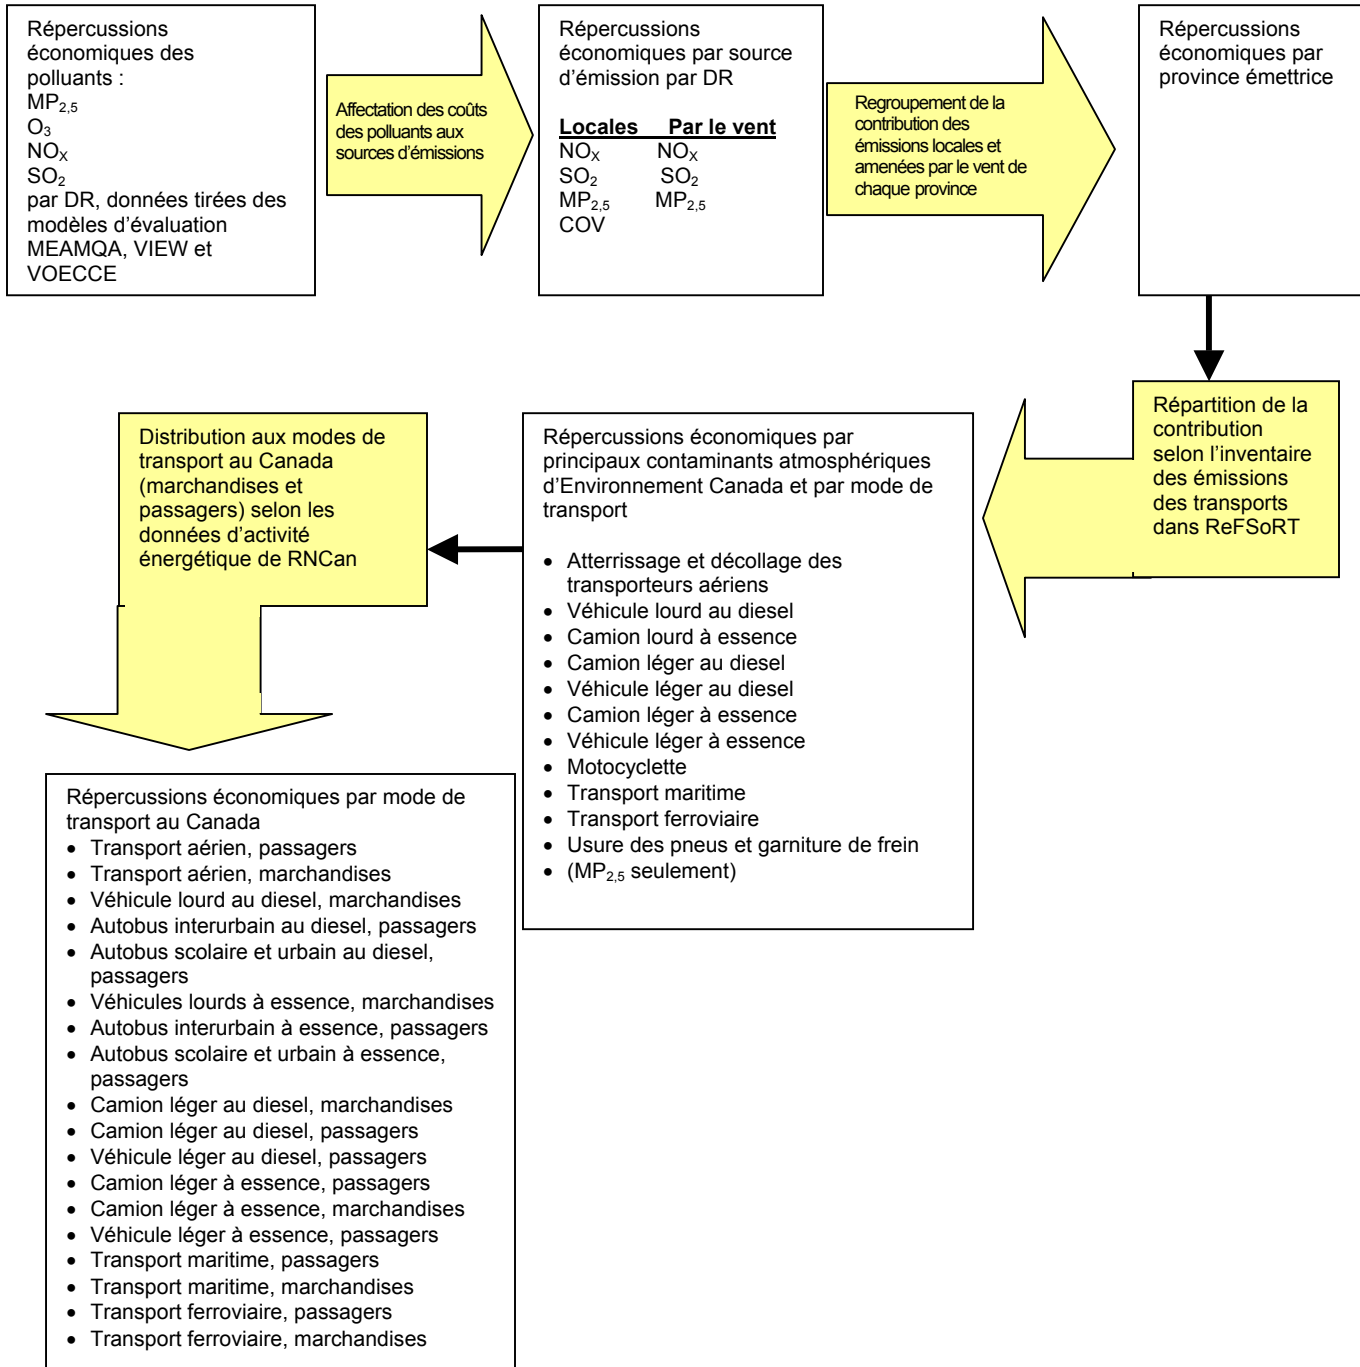 Répercussions
économiques des
polluants :
MP2,5
O3
NOX
SO2
par DR, données tirées des
modèles d'évaluation
MEAMQA, VIEW et
VOECCE
Affectation des coûts
des polluants aux
sources d'émissions
Répercussions
économiques par source
d'émission par DR
Locales Par le vent
NOX NOX
SO2 SO2
MP2,5 MP2,5
COV
Regroupement de la
contribution des
émissions locales et
amenées par le vent de
chaque province
Répercussions
économiques par
province émettrice
Répartition de la
contribution
selon l'inventaire
des émissions
des transports
dans ReFSoRT
Répercussions économiques par
principaux contaminants atmosphériques
d'Environnement Canada et par mode de
transport
• Atterrissage et décollage des
transporteurs aériens
• Véhicule lourd au diesel
• Camion lourd à essence
• Camion léger au diesel
• Véhicule léger au diesel
• Camion léger à essence
• Véhicule léger à essence
• Motocyclette
• Transport maritime
• Transport ferroviaire
• Usure des pneus et garniture de frein
• (MP2,5 seulement)
Distribution aux modes de
transport au Canada
(marchandises et
passagers) selon les
données d'activité
énergétique de RNCan
Répercussions économiques par mode de
transport au Canada
• Transport aérien, passagers
• Transport aérien, marchandises
• Véhicule lourd au diesel, marchandises
• Autobus interurbain au diesel, passagers
• Autobus scolaire et urbain au diesel,
passagers
• Véhicules lourds à essence, marchandises
• Autobus interurbain à essence, passagers
• Autobus scolaire et urbain à essence,
passagers
• Camion léger au diesel, marchandises
• Camion léger au diesel, passagers
• Véhicule léger au diesel, passagers
• Camion léger à essence, passagers
• Camion léger à essence, marchandises
• Véhicule léger à essence, passagers
• Transport maritime, passagers
• Transport maritime, marchandises
• Transport ferroviaire, passagers
• Transport ferroviaire, marchandises